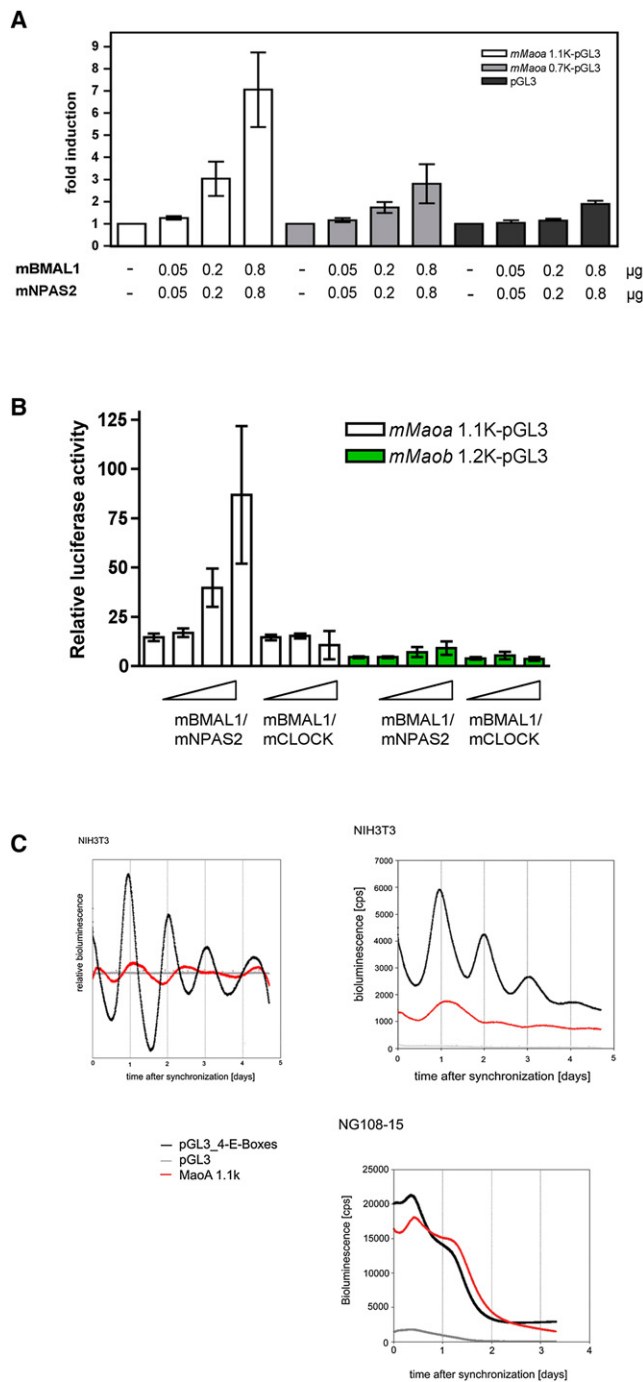 A
fold induction
9
8
7
6
5
4
3
2
1
0
mMaoa 1.1K-pGL3
mMaoa 0.7K-pGL3
pGL3
mBMAL1 - 0.05 0.2 0.8 - 0.05 0.2 0.8 - 0.05 0.2 0.8 µg
mNPAS2 - 0.05 0.2 0.8 - 0.05 0.2 0.8 - 0.05 0.2 0.8 µg
B
Relative luciferase activity
125
100
75
50
25
0
mMaoa 1.1K-pGL3
mMaob 1.2K-pGL3
mBMAL1/ mBMAL1/ mBMAL1/ mBMAL1/
mNPAS2 mCLOCK mNPAS2 mCLOCK
C
NIH3T3
relative bioluminescence
0 1 2 3 4 5
time after synchronization [days]
NIH3T3
bioluminescence [cps]
7000
6000
5000
4000
3000
2000
1000
0
0 1 2 3 4 5
time after synchronization [days]
pGL3_4-E-Boxes
pGL3
MaoA 1.1k
NG108-15
Bioluminescence [cps]
25000
20000
15000
10000
5000
0
0 1 2 3 4
time after synchronization [days]